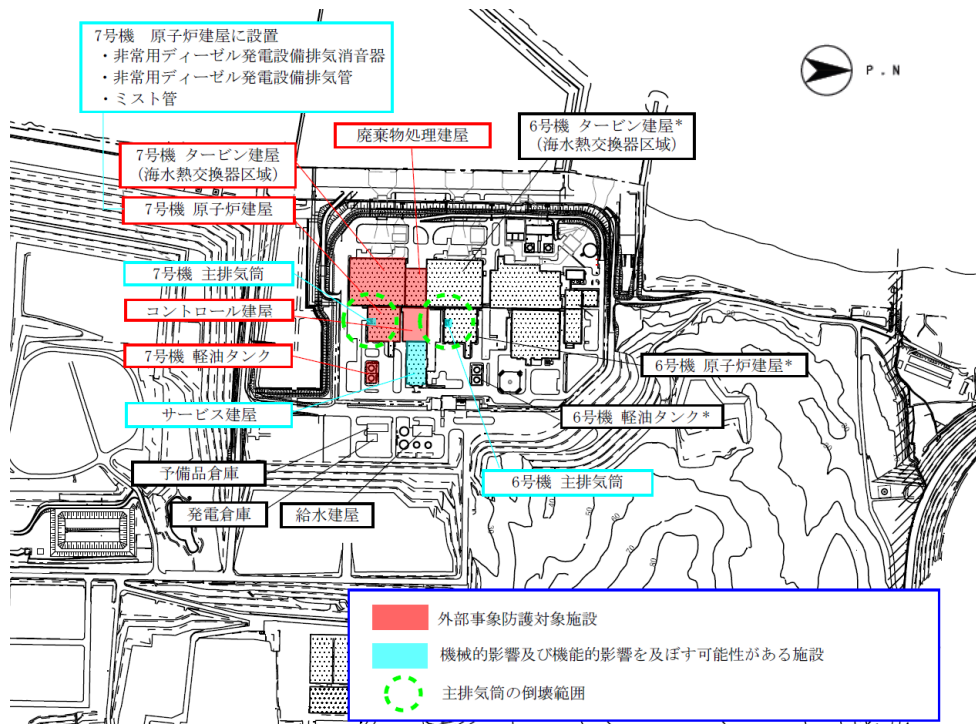 7号機 原子炉建屋に設置
・非常用ディーゼル発電設備排気消音器
・非常用ディーゼル発電設備排気管
・ミスト管
P.N
廃棄物処理建屋
6号機 タービン建屋*
(海水熱交換器区域)
7号機 タービン建屋
(海水熱交換器区域)
7号機 原子炉建屋
7号機 主排気筒
コントロール建屋
7号機 軽油タンク
サービス建屋
6号機 原子炉建屋*
6号機 軽油タンク*
6号機 主排気筒
予備品倉庫
発電倉庫
給水建屋
外部事象防護対象施設
機械的影響及び機能的影響を及ぼす可能性がある施設
主排気筒の倒壊範囲